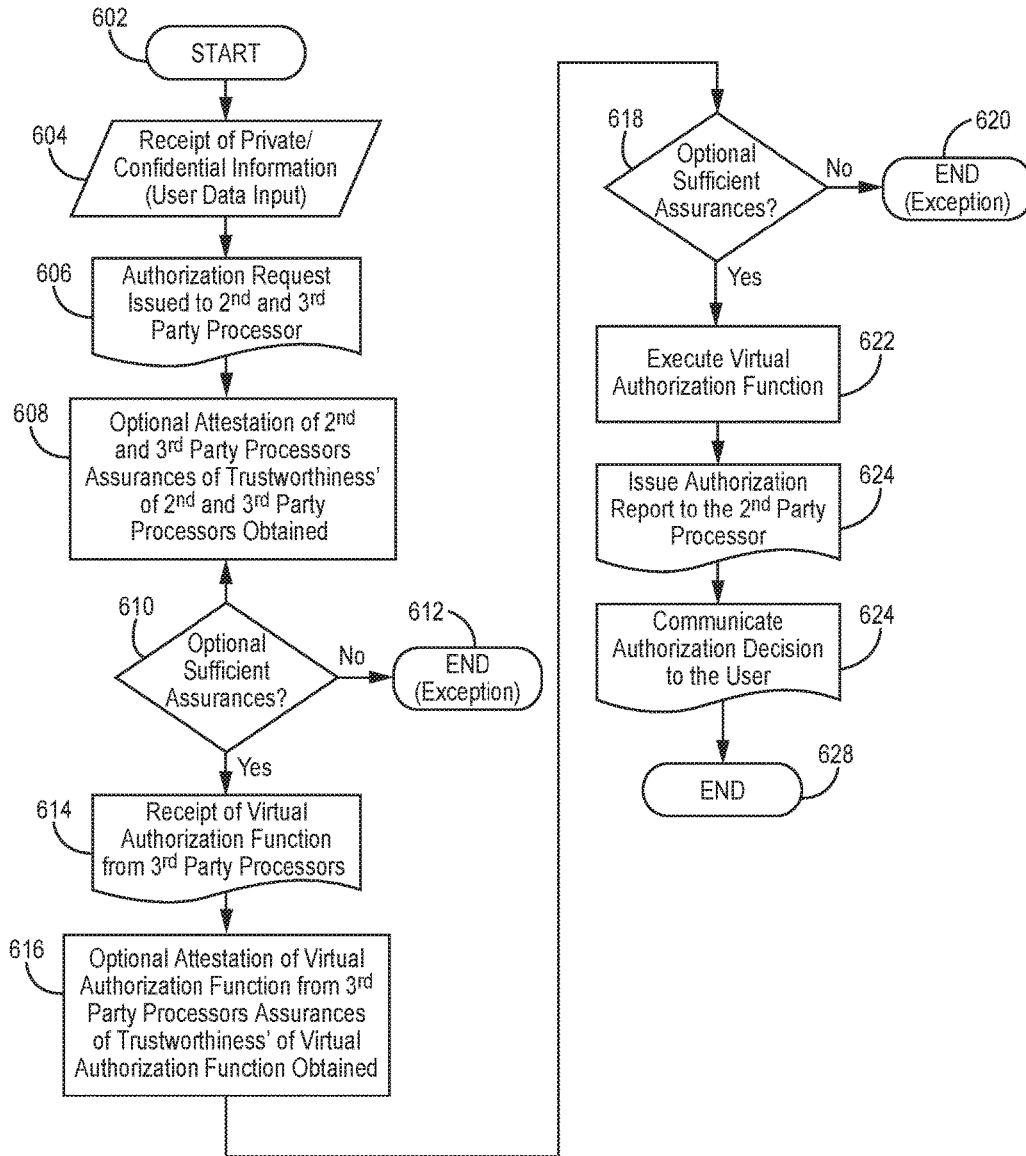 602
START
604
Receipt of Private/
Confidential Information
(User Data Input)
606
Authorization Request
Issued to 2nd and 3rd
Party Processor
608
Optional Attestation of 2nd
and 3rd Party Processors
Assurances of Trustworthiness'
of 2nd and 3rd Party
Processors Obtained
610
Optional
Sufficient
Assurances?
No
612
END
(Exception)
Yes
614
Receipt of Virtual
Authorization Function
from 3rd Party Processors
616
Optional Attestation of Virtual
Authorization Function from 3rd
Party Processors Assurances
of Trustworthiness' of Virtual
Authorization Function Obtained
618
Optional
Sufficient
Assurances?
No
620
END
(Exception)
Yes
622
Execute Virtual
Authorization Function
624
Issue Authorization
Report to the 2nd Party
Processor
624
Communicate
Authorization Decision
to the User
628
END